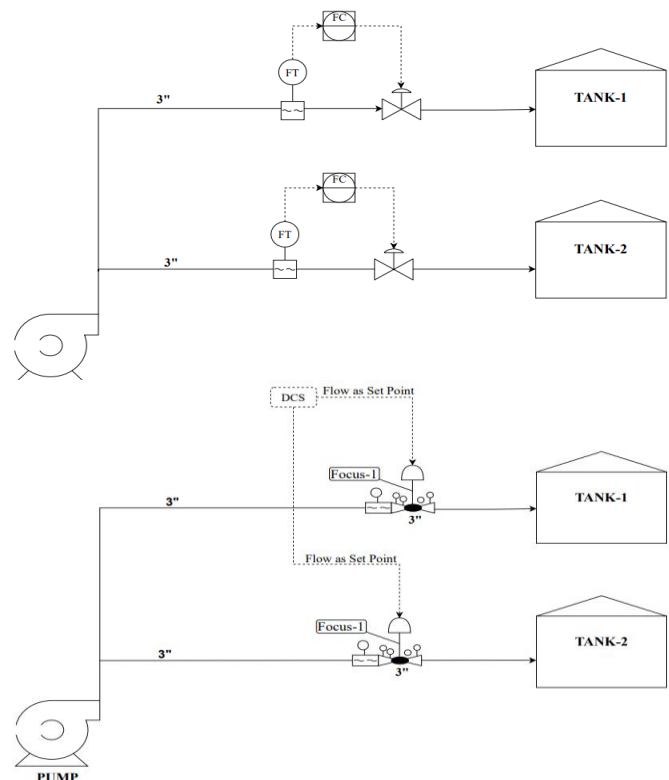 FC
FT
3"
TANK-1
FC
FT
3"
TANK-2
DCS
Flow as Set Point
Focus-1
3"
3"
TANK-1
Flow as Set Point
Focus-1
3"
3"
TANK-2
PUMP